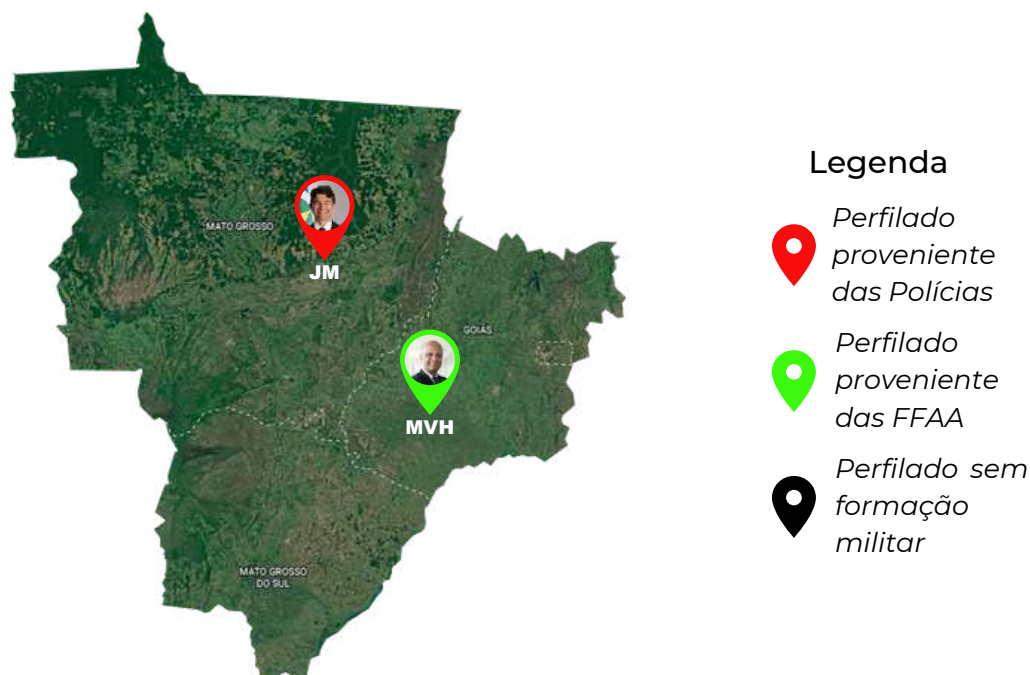 MATO GROSSO
JM
GOIÁS
MVH
MATO GROSSO
DO SUL
Legenda
Perfilado
proveniente
das Polícias
Perfilado
proveniente
das FFAA
Perfilado sem
formação
militar